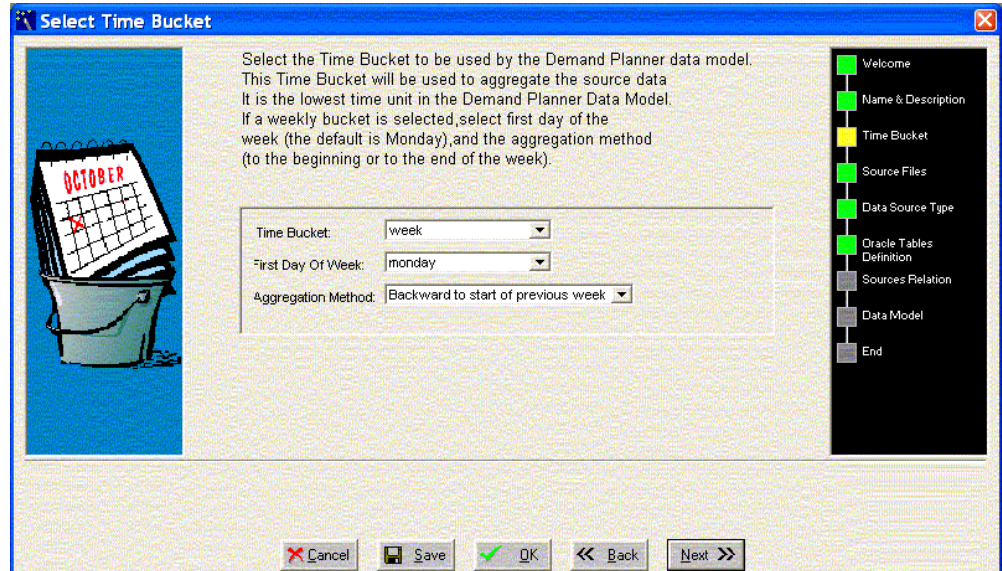 Select Time Bucket
Select the Time Bucket to be used by the Demand Planner data model.
This Time Bucket will be used to aggregate the source data
It is the lowest time unit in the Demand Planner Data Model.
If a weekly bucket is selected,select first day of the
week (the default is Monday),and the aggregation method
(to the beginning or to the end of the week).
OCTOBER
Time Bucket: week
First Day Of Week: monday
Aggregation Method: Backward to start of previous week
Welcome
Name & Description
Time Bucket
Source Files
Data Source Type
Oracle Tables
Definition
Sources Relation
Data Model
End
Cancel Save OK Back Next